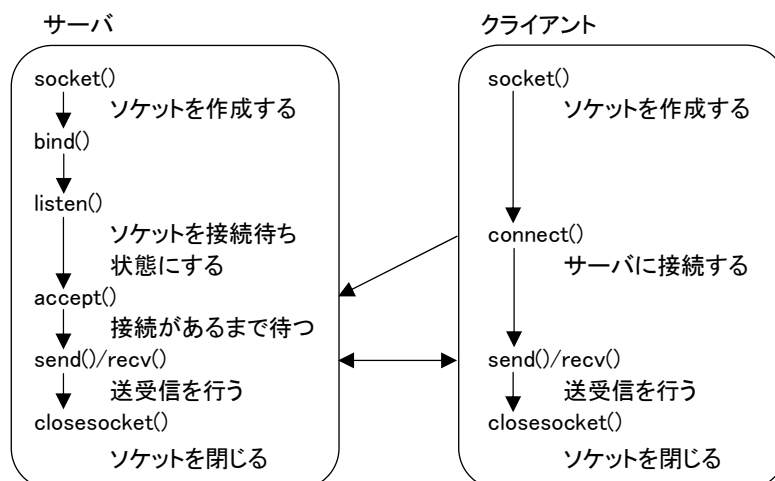 サーバ
socket()
ソケットを作成する
bind()
listen()
ソケットを接続待ち
状態にする
accept()
接続があるまで待つ
send()/recv()
送受信を行う
closesocket()
ソケットを閉じる
クライアント
socket()
ソケットを作成する
connect()
サーバに接続する
send()/recv()
送受信を行う
closesocket()
ソケットを閉じる